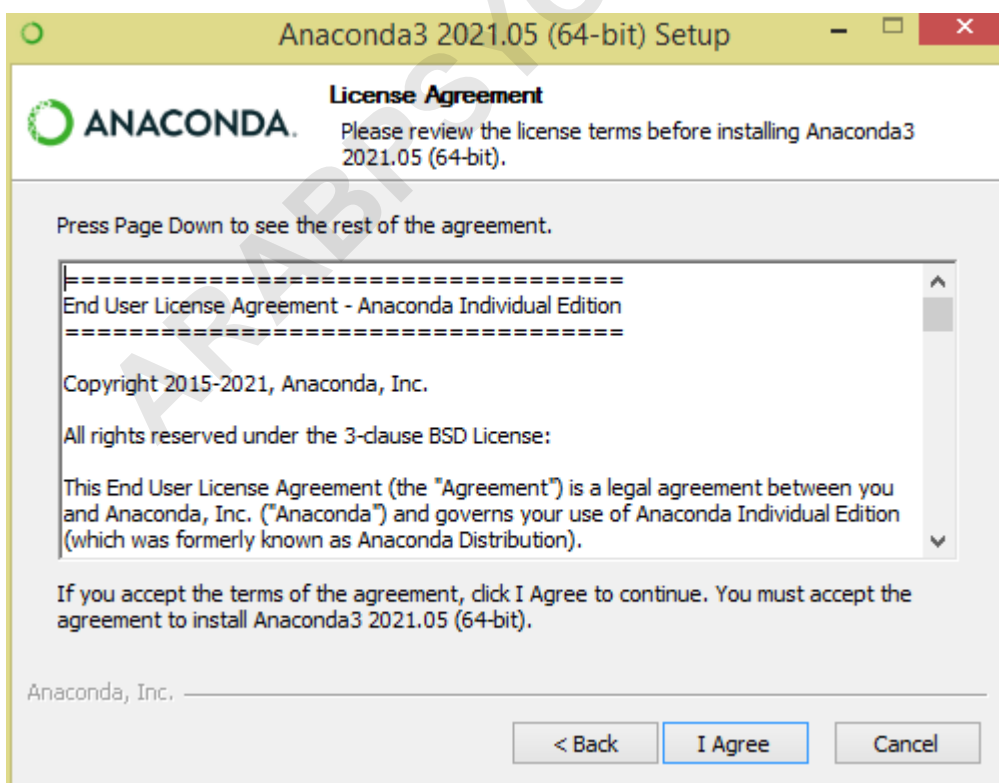 Anaconda3 2021.05 (64-bit) Setup
ANACONDA.
License Agreement
Please review the license terms before installing Anaconda3
2021.05 (64-bit).
Press Page Down to see the rest of the agreement.
===================================
End User License Agreement - Anaconda Individual Edition
===================================
Copyright 2015-2021, Anaconda, Inc.
All rights reserved under the 3-clause BSD License:
This End User License Agreement (the "Agreement") is a legal agreement between you
and Anaconda, Inc. ("Anaconda") and governs your use of Anaconda Individual Edition
(which was formerly known as Anaconda Distribution).
If you accept the terms of the agreement, click I Agree to continue. You must accept the
agreement to install Anaconda3 2021.05 (64-bit).
Anaconda, Inc.
< Back
I Agree
Cancel